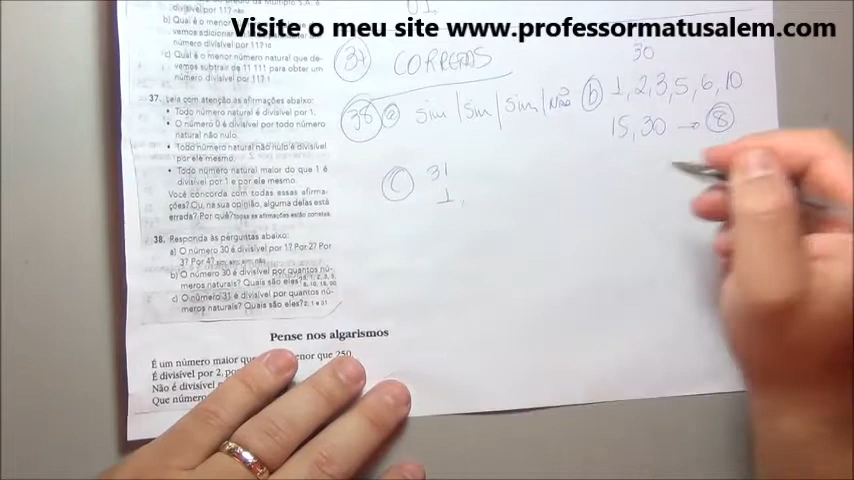 Visite o meu site www.professormatusalem.com
divisível por 11?
b) Qual é o menor
vemos adicionar
número divisível por 11?
c) Qual é o menor número natural que de-
vemos subtrair de 11 111 para obter um
número divisível por 11?
37. Leia com atenção as afirmações abaixo:
• Todo número natural é divisível por 1.
• O número 0 é divisível por todo número
natural não nulo.
• Todo número natural não nulo é divisível
por ele mesmo.
• Todo número natural maior do que 1 é
divisível por 1 e por ele mesmo.
Você concorda com todas essas afirma-
ções? Ou, na sua opinião, alguma delas está
errada? Por quê? todas as afirmações estão corretas.
38. Responda às perguntas abaixo:
a) O número 30 é divisível por 1? Por 2? Por
3? Por 4? sim; sim; sim; não
b) O número 30 é divisível por quantos nú-
meros naturais? Quais são eles?
c) O número 31 é divisível por quantos nú-
meros naturais? Quais são eles? 2; 1 e 31
Pense nos algarismos
É um número maior que
menor que 250.
É divisível por 2, por
Não é divisível
Que número
37 CORRETAS
38 a sim | sim | sim | não
b 30
1, 2, 3, 5, 6, 10
15, 30 → 8
c 31
1,